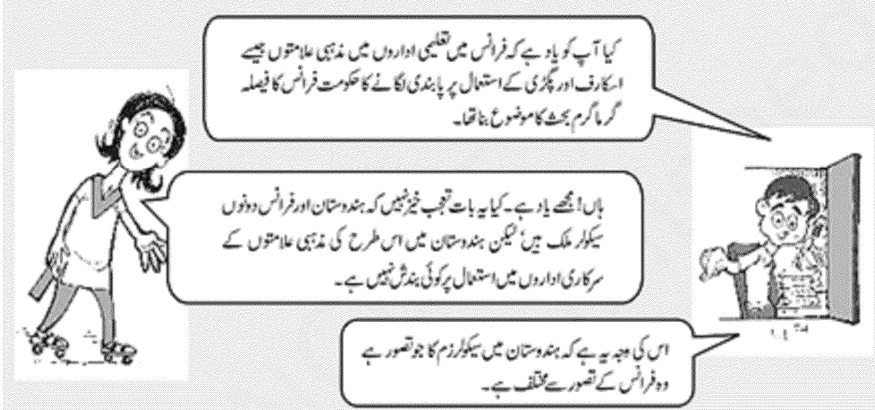 کیا آپ کو یاد ہے کہ فرانس میں تعلیمی اداروں میں مذہبی علامتوں جیسے
اسکارف اور پگڑی کے استعمال پر پابندی لگانے کا حکومت فرانس کا فیصلہ
گرما گرم بحث کا موضوع بنا تھا۔
ہاں! مجھے یاد ہے۔ کیا یہ بات تعجب خیز نہیں کہ ہندوستان اور فرانس دونوں
سیکولر ملک ہیں، لیکن ہندوستان میں اس طرح کی مذہبی علامتوں کے
سرکاری اداروں میں استعمال پر کوئی بندش نہیں ہے۔
اس کی وجہ یہ ہے کہ ہندوستان میں سیکولرزم کا جو تصور ہے
وہ فرانس کے تصور سے مختلف ہے۔